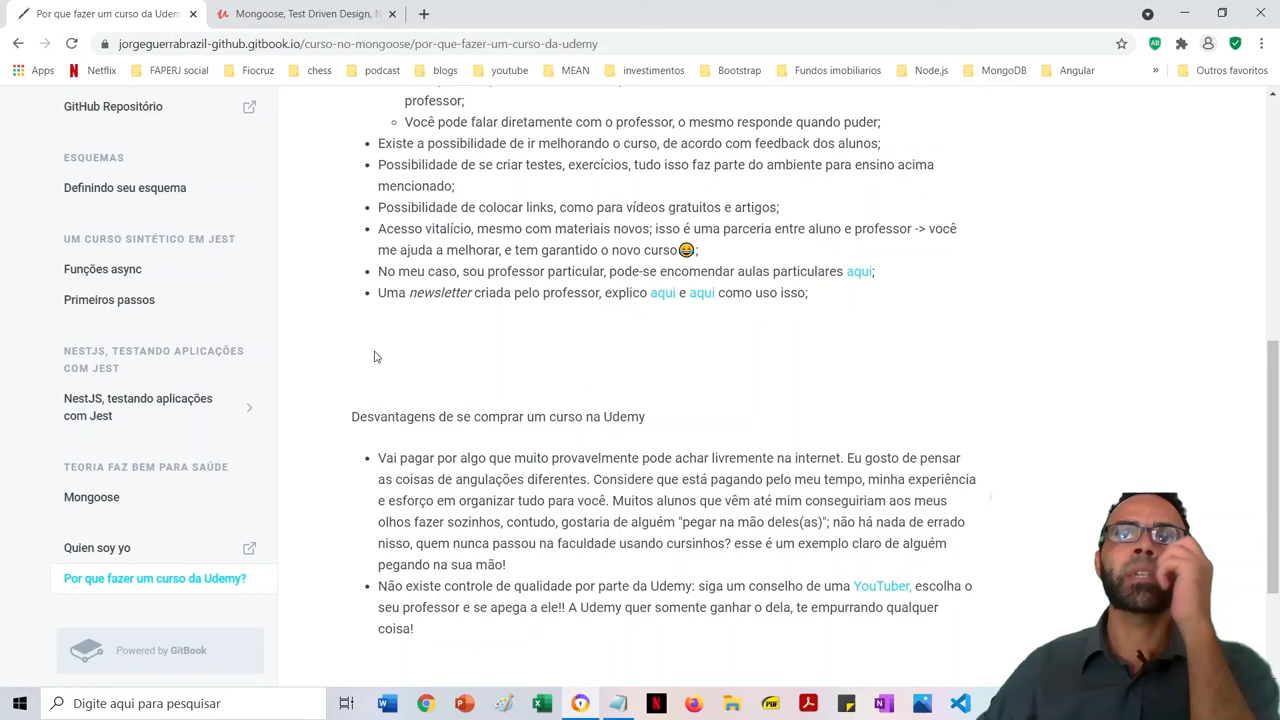 Por que fazer um curso da Udem
Mongoose, Test Driven Design, N
jorgeguerrabrazil-github.gitbook.io/curso-no-mongoose/por-que-fazer-um-curso-da-udemy
Apps Netflix FAPERJ social Fiocruz chess podcast blogs youtube MEAN investimentos Bootstrap Fundos imobiliarios Node.js MongoDB Angular » Outros favoritos
GitHub Repositório
ESQUEMAS
Definindo seu esquema
UM CURSO SINTÉTICO EM JEST
Funções async
Primeiros passos
NESTJS, TESTANDO APLICAÇÕES
COM JEST
NestJS, testando aplicações
com Jest
TEORIA FAZ BEM PARA SAÚDE
Mongoose
Quien soy yo
Por que fazer um curso da Udemy?
Powered by GitBook
professor;
Você pode falar diretamente com o professor, o mesmo responde quando puder;
Existe a possibilidade de ir melhorando o curso, de acordo com feedback dos alunos;
Possibilidade de se criar testes, exercícios, tudo isso faz parte do ambiente para ensino acima
mencionado;
Possibilidade de colocar links, como para vídeos gratuitos e artigos;
Acesso vitalício, mesmo com materiais novos; isso é uma parceria entre aluno e professor -> você
me ajuda a melhorar, e tem garantido o novo curso😂;
No meu caso, sou professor particular, pode-se encomendar aulas particulares aqui;
Uma newsletter criada pelo professor, explico aqui e aqui como uso isso;
Desvantagens de se comprar um curso na Udemy
Vai pagar por algo que muito provavelmente pode achar livremente na internet. Eu gosto de pensar
as coisas de angulações diferentes. Considere que está pagando pelo meu tempo, minha experiência
e esforço em organizar tudo para você. Muitos alunos que vêm até mim conseguiriam aos meus
olhos fazer sozinhos, contudo, gostaria de alguém "pegar na mão deles(as)"; não há nada de errado
nisso, quem nunca passou na faculdade usando cursinhos? esse é um exemplo claro de alguém
pegando na sua mão!
Não existe controle de qualidade por parte da Udemy: siga um conselho de uma YouTuber, escolha o
seu professor e se apega a ele!! A Udemy quer somente ganhar o dela, te empurrando qualquer
coisa!
Digite aqui para pesquisar